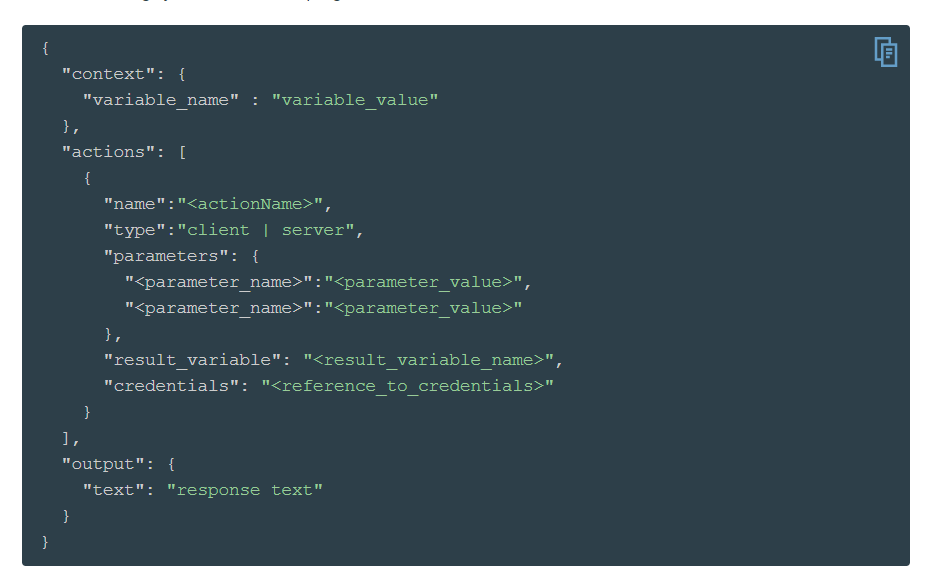 {
  "context": {
    "variable_name" : "variable_value"
  },
  "actions": [
    {
      "name":"<actionName>",
      "type":"client | server",
      "parameters": {
        "<parameter_name>":"<parameter_value>",
        "<parameter_name>":"<parameter_value>"
      },
      "result_variable": "<result_variable_name>",
      "credentials": "<reference_to_credentials>"
    }
  ],
  "output": {
    "text": "response text"
  }
}